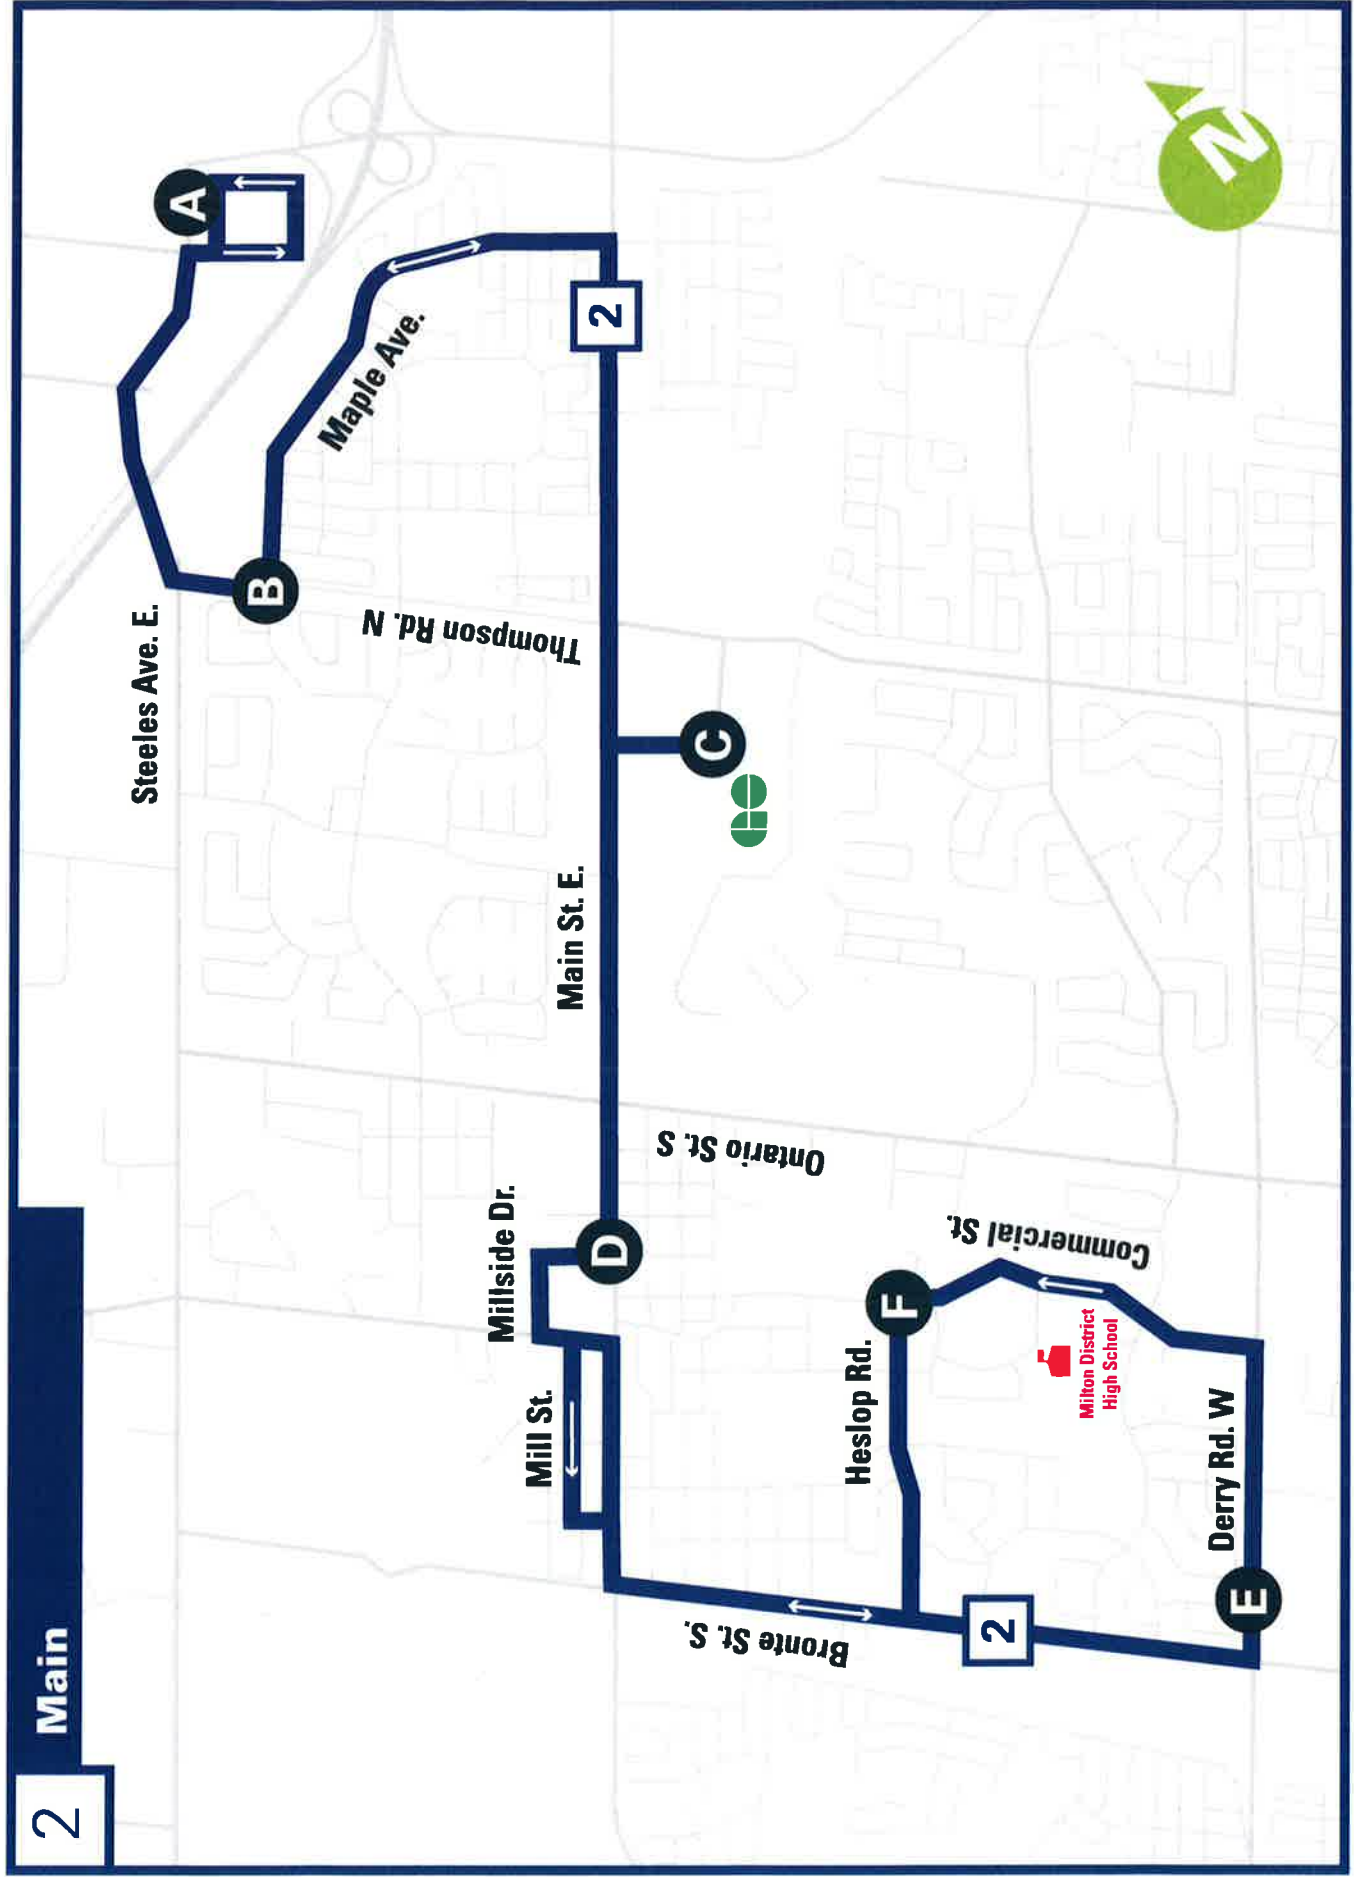 2
Main
Steeles Ave. E.
A
B
Maple Ave.
Thompson Rd. N
2
C
GO
Main St. E.
Ontario St. S
Millside Dr.
D
Mill St.
Commercial St.
F
Heslop Rd.
Milton District
High School
Bronte St. S.
2
Derry Rd. W
E
N